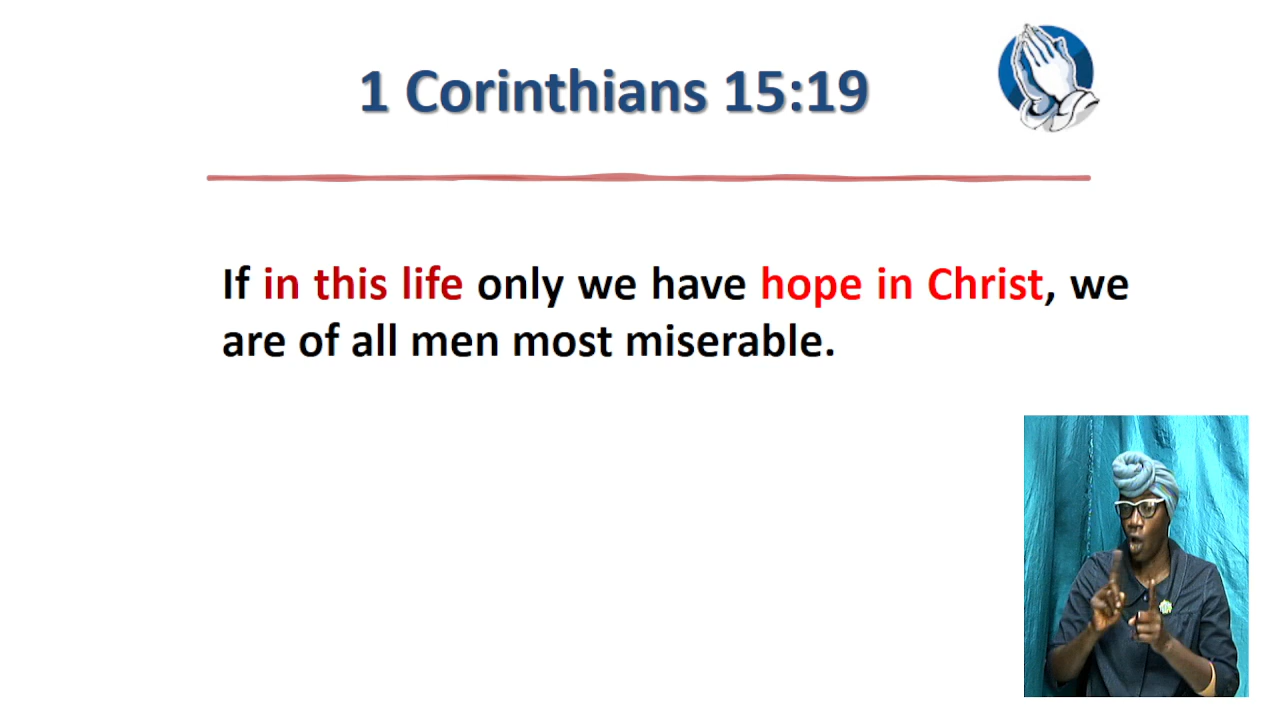 1 Corinthians 15:19
If in this life only we have hope in Christ, we
are of all men most miserable.